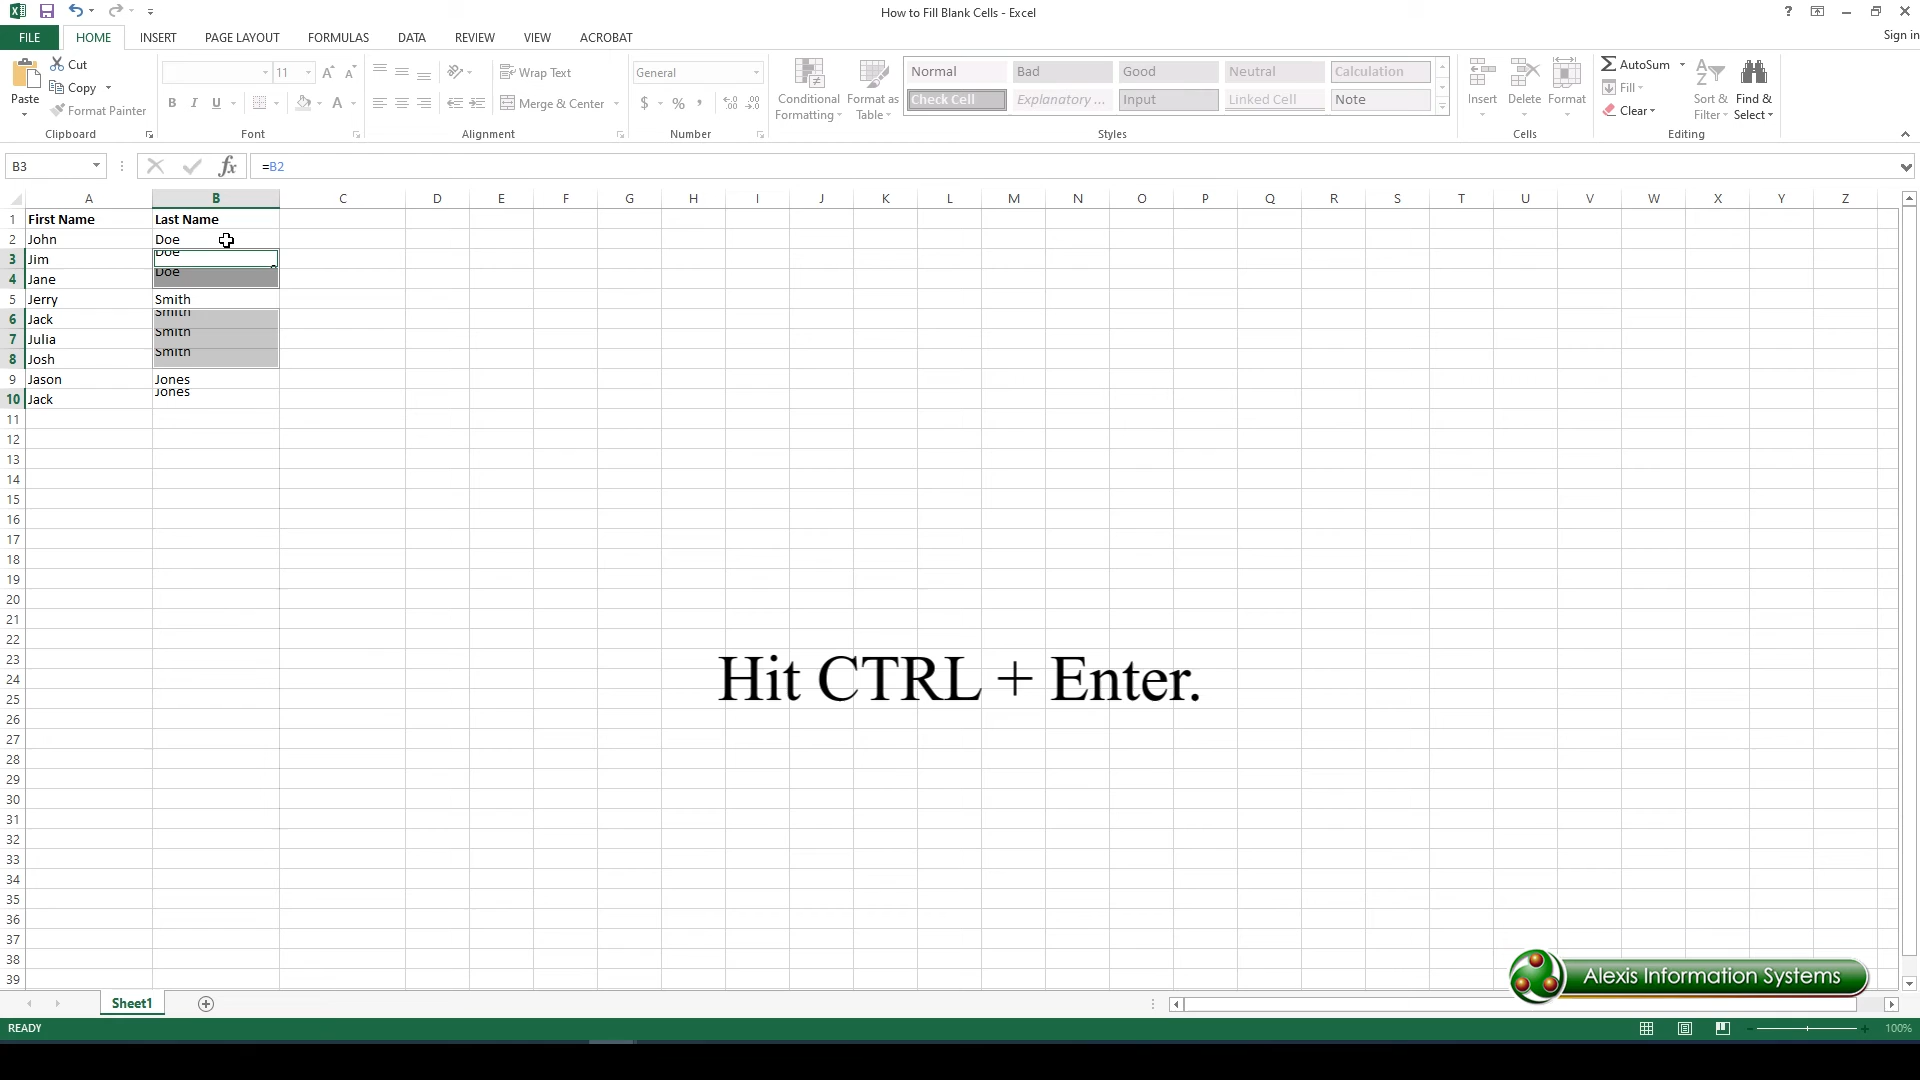 How to Fill Blank Cells - Excel
Sign in
FILE HOME INSERT PAGE LAYOUT FORMULAS DATA REVIEW VIEW ACROBAT
Paste
Cut
Copy
Format Painter
Clipboard
11
Font
Wrap Text
Merge & Center
Alignment
General
$ % ,
Number
Conditional Formatting
Format as Table
Normal Bad Good Neutral Calculation
Check Cell Explanatory ... Input Linked Cell Note
Styles
Insert Delete Format
Cells
AutoSum
Fill
Clear
Sort & Filter
Find & Select
Editing
B3 fx =B2
A B C D E F G H I J K L M N O P Q R S T U V W X Y Z
1 First Name Last Name
2 John Doe
3 Jim Doe
4 Jane Doe
5 Jerry Smith
6 Jack Smith
7 Julia Smith
8 Josh Smith
9 Jason Jones
10 Jack Jones
11
12
13
14
15
16
17
18
19
20
21
22
23
24
25
26
27
28
29
30
31
32
33
34
35
36
37
38
39
Hit CTRL + Enter.
Alexis Information Systems
Sheet1
READY
100%